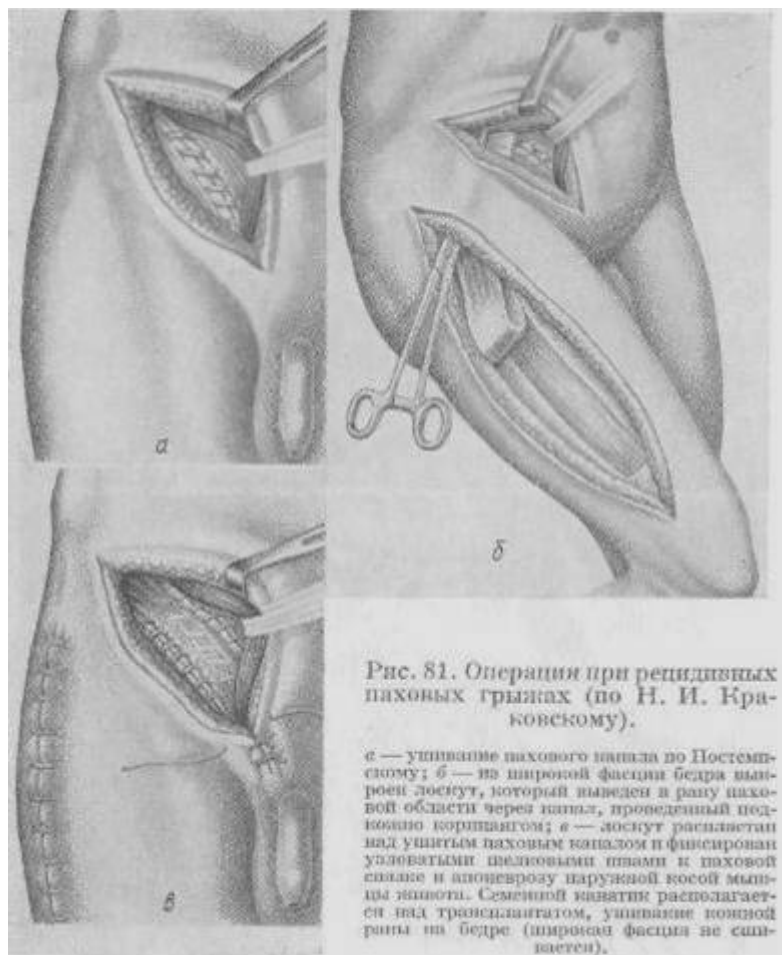 а
б
в
Рис. 81. Операция при рецидивных
паховых грыжах (по Н. И. Кра-
ковскому).
а — ушивание пахового канала по Постемп-
скому; б — из широкой фасции бедра вык-
роен лоскут, который выведен в рану пахо-
вой области через канал, проведенный под-
кожно корнцангом; в — лоскут распластан
над ушитым паховым каналом и фиксирован
узловатыми шелковыми швами к паховой
связке и апоневрозу наружной косой мыш-
цы живота. Семенной канатик располагает-
ся над трансплантатом, ушивание кожной
раны на бедре (широкая фасция не сши-
вается).